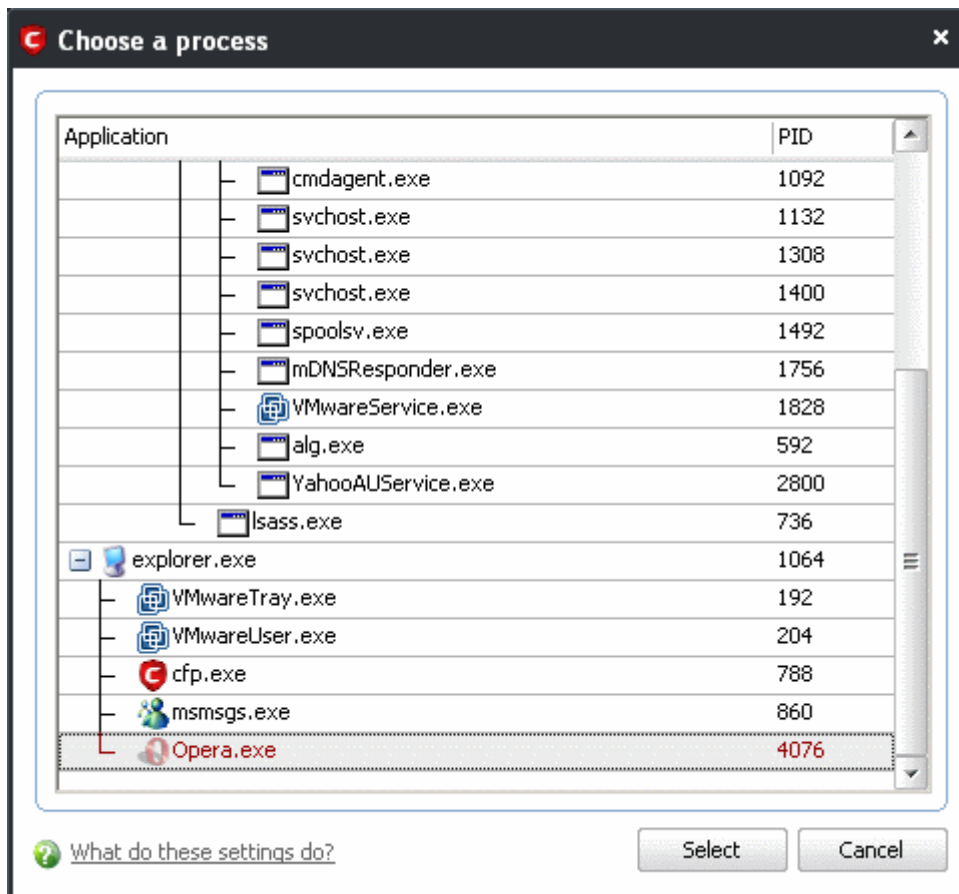 Choose a process
Application PID
cmdagent.exe 1092
svchost.exe 1132
svchost.exe 1308
svchost.exe 1400
spoolsv.exe 1492
mDNSResponder.exe 1756
VMwareService.exe 1828
alg.exe 592
YahooAUService.exe 2800
lsass.exe 736
explorer.exe 1064
VMwareTray.exe 192
VMwareUser.exe 204
cfp.exe 788
msmsgs.exe 860
Opera.exe 4076
What do these settings do? Select Cancel